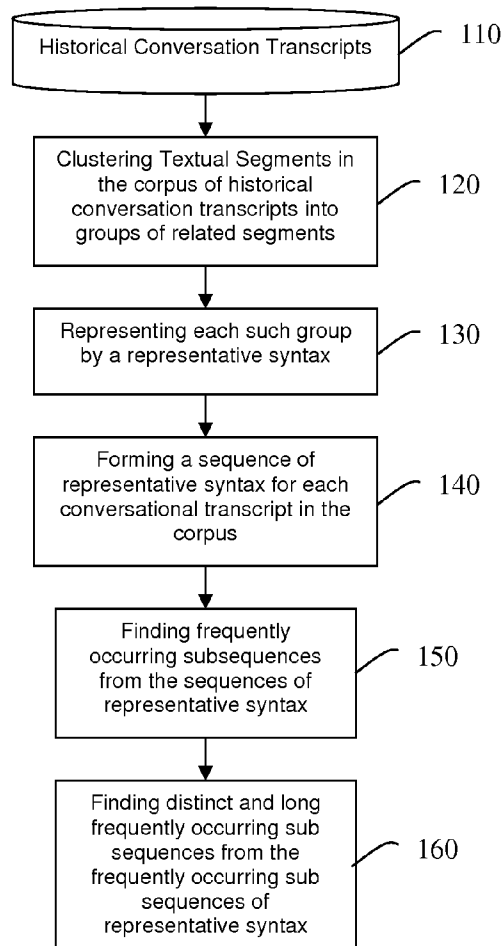 Historical Conversation Transcripts
110
Clustering Textual Segments in
the corpus of historical
conversation transcripts into
groups of related segments
120
Representing each such group
by a representative syntax
130
Forming a sequence of
representative syntax for each
conversational transcript in the
corpus
140
Finding frequently
occurring subsequences
from the sequences of
representative syntax
150
Finding distinct and long
frequently occurring sub
sequences from the
frequently occurring sub
sequences of
representative syntax
160